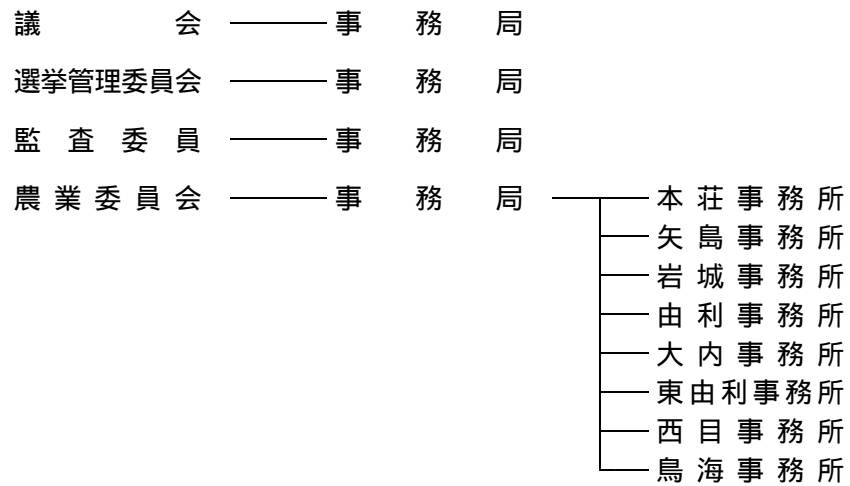 議会 事務局
選挙管理委員会 事務局
監査委員 事務局
農業委員会 事務局 本荘事務所
矢島事務所
岩城事務所
由利事務所
大内事務所
東由利事務所
西目事務所
鳥海事務所